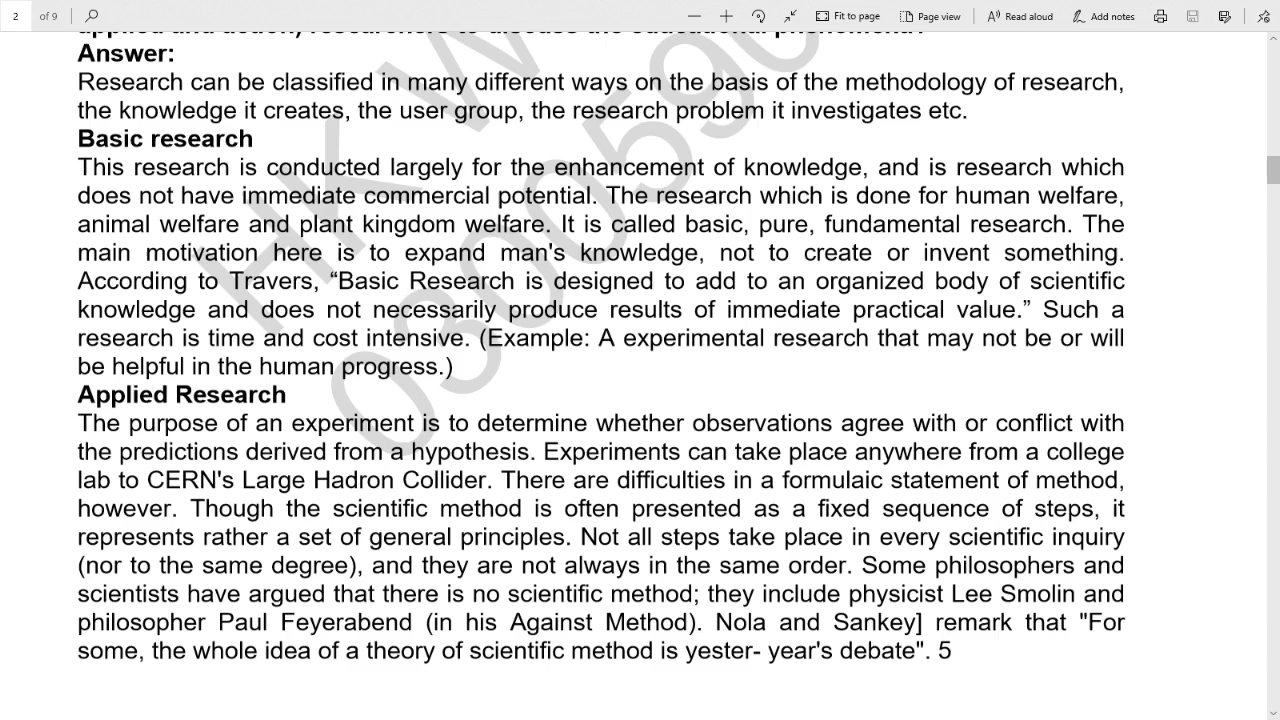 2 of 9 Fit to page Page view Read aloud Add notes
Answer:
Research can be classified in many different ways on the basis of the methodology of research,
the knowledge it creates, the user group, the research problem it investigates etc.
Basic research
This research is conducted largely for the enhancement of knowledge, and is research which
does not have immediate commercial potential. The research which is done for human welfare,
animal welfare and plant kingdom welfare. It is called basic, pure, fundamental research. The
main motivation here is to expand man's knowledge, not to create or invent something.
According to Travers, “Basic Research is designed to add to an organized body of scientific
knowledge and does not necessarily produce results of immediate practical value.” Such a
research is time and cost intensive. (Example: A experimental research that may not be or will
be helpful in the human progress.)
Applied Research
The purpose of an experiment is to determine whether observations agree with or conflict with
the predictions derived from a hypothesis. Experiments can take place anywhere from a college
lab to CERN's Large Hadron Collider. There are difficulties in a formulaic statement of method,
however. Though the scientific method is often presented as a fixed sequence of steps, it
represents rather a set of general principles. Not all steps take place in every scientific inquiry
(nor to the same degree), and they are not always in the same order. Some philosophers and
scientists have argued that there is no scientific method; they include physicist Lee Smolin and
philosopher Paul Feyerabend (in his Against Method). Nola and Sankey] remark that "For
some, the whole idea of a theory of scientific method is yester- year's debate". 5